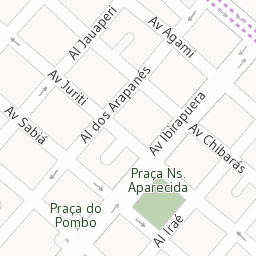 Al Jauaperi
Av Agami
Av Juriti
Al dos Arapanés
Av Ibirapuera
Av Sabiá
Av Chibarás
Praça Ns.
Aparecida
Praça do
Pombo
Al Iraé